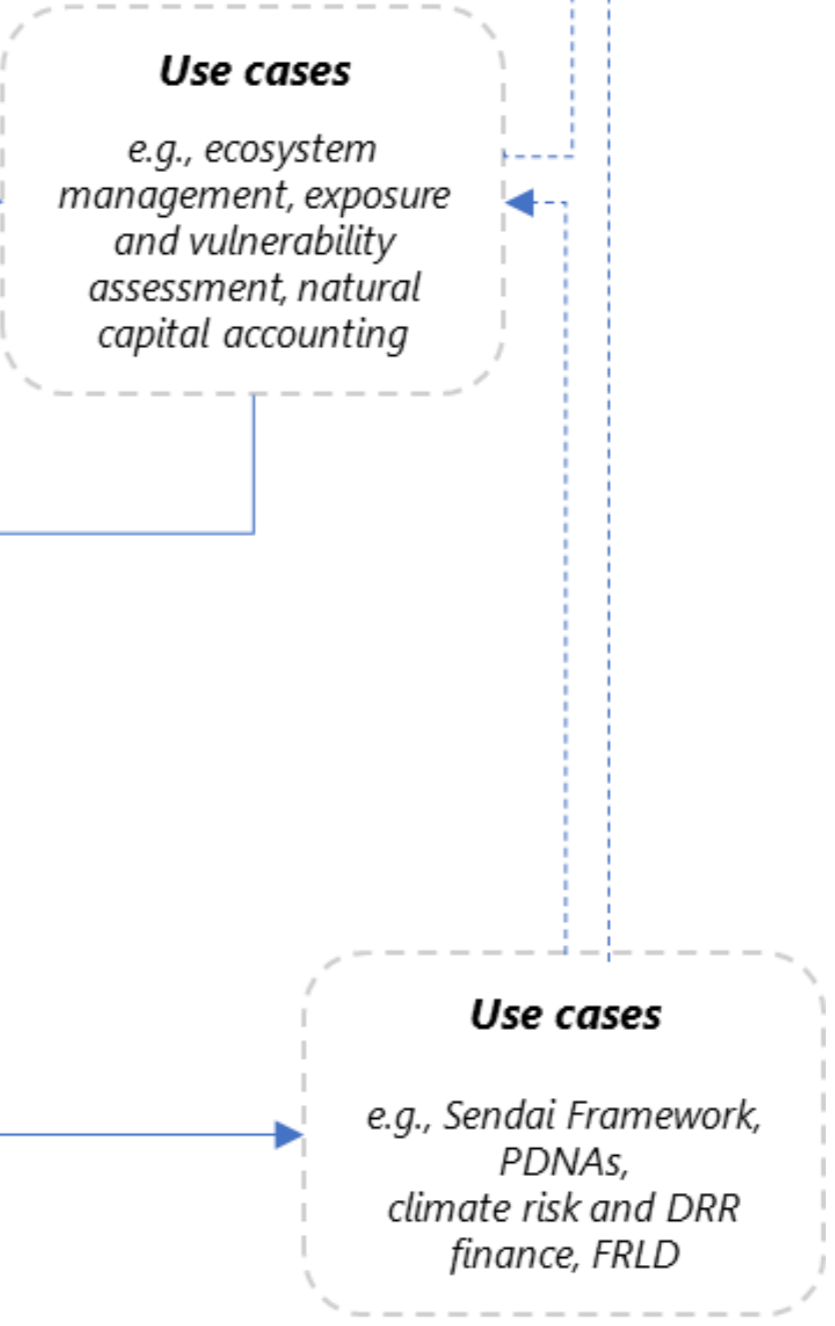 Use cases
e.g., ecosystem
management, exposure
and vulnerability
assessment, natural
capital accounting
Use cases
e.g., Sendai Framework,
PDNAs,
climate risk and DRR
finance, FRLD